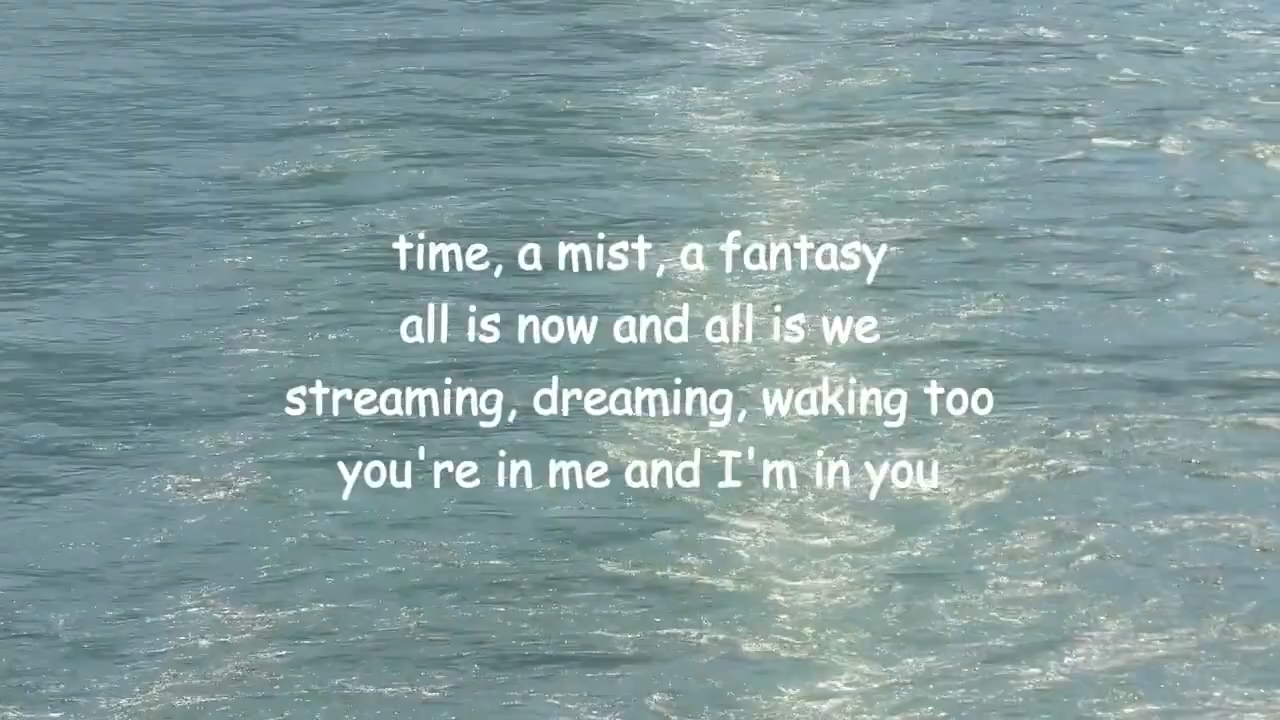 time, a mist, a fantasy
all is now and all is we
streaming, dreaming, waking too
you're in me and I'm in you